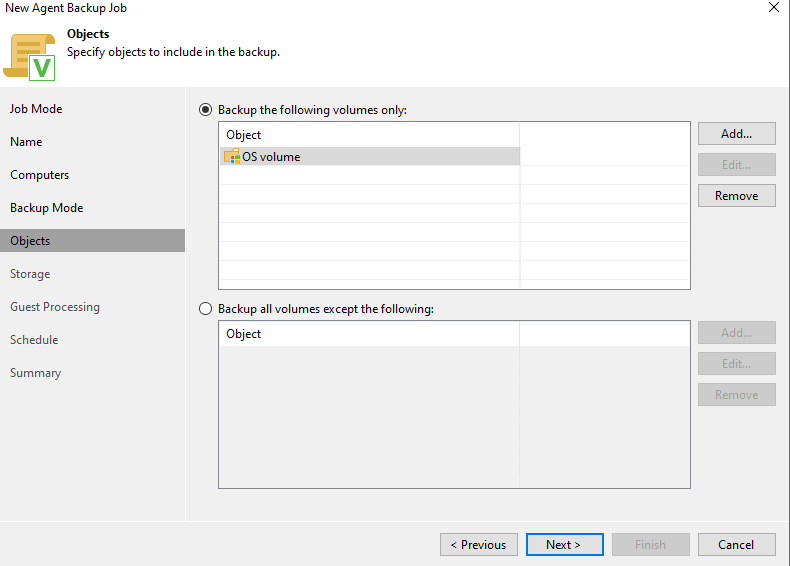 New Agent Backup Job
Objects
Specify objects to include in the backup.
V
Job Mode
Name
Computers
Backup Mode
Objects
Storage
Guest Processing
Schedule
Summary
Backup the following volumes only:
Object
OS volume
Add...
Edit...
Remove
Backup all volumes except the following:
Object
Add...
Edit...
Remove
< Previous
Next >
Finish
Cancel